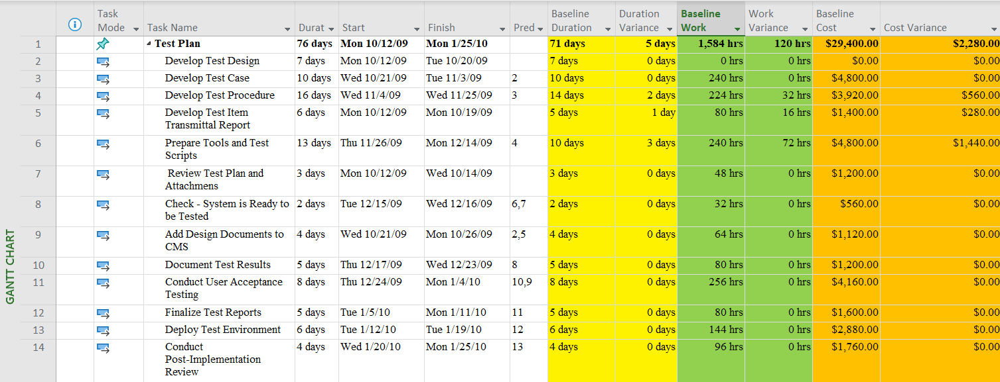 Task Mode Task Name Durat Start Finish Pred Baseline Duration Duration Variance Baseline Work Work Variance Baseline Cost Cost Variance
1 Test Plan 76 days Mon 10/12/09 Mon 1/25/10 71 days 5 days 1,584 hrs 120 hrs $29,400.00 $2,280.00
2 Develop Test Design 7 days Mon 10/12/09 Tue 10/20/09 7 days 0 days 0 hrs 0 hrs $0.00 $0.00
3 Develop Test Case 10 days Wed 10/21/09 Tue 11/3/09 2 10 days 0 days 240 hrs 0 hrs $4,800.00 $0.00
4 Develop Test Procedure 16 days Wed 11/4/09 Wed 11/25/09 3 14 days 2 days 224 hrs 32 hrs $3,920.00 $560.00
5 Develop Test Item 6 days Mon 10/12/09 Mon 10/19/09 5 days 1 day 80 hrs 16 hrs $1,400.00 $280.00
Transmittal Report
6 Prepare Tools and Test 13 days Thu 11/26/09 Mon 12/14/09 4 10 days 3 days 240 hrs 72 hrs $4,800.00 $1,440.00
Scripts
7 Review Test Plan and 3 days Mon 10/12/09 Wed 10/14/09 3 days 0 days 48 hrs 0 hrs $1,200.00 $0.00
Attachmens
8 Check - System is Ready to 2 days Tue 12/15/09 Wed 12/16/09 6,7 2 days 0 days 32 hrs 0 hrs $560.00 $0.00
be Tested
9 Add Design Documents to 4 days Wed 10/21/09 Mon 10/26/09 2,5 4 days 0 days 64 hrs 0 hrs $1,120.00 $0.00
CMS
10 Document Test Results 5 days Thu 12/17/09 Wed 12/23/09 8 5 days 0 days 80 hrs 0 hrs $1,200.00 $0.00
11 Conduct User Acceptance 8 days Thu 12/24/09 Mon 1/4/10 10,9 8 days 0 days 256 hrs 0 hrs $4,160.00 $0.00
Testing
12 Finalize Test Reports 5 days Tue 1/5/10 Mon 1/11/10 11 5 days 0 days 80 hrs 0 hrs $1,600.00 $0.00
13 Deploy Test Environment 6 days Tue 1/12/10 Tue 1/19/10 12 6 days 0 days 144 hrs 0 hrs $2,880.00 $0.00
14 Conduct 4 days Wed 1/20/10 Mon 1/25/10 13 4 days 0 days 96 hrs 0 hrs $1,760.00 $0.00
Post-Implementation
Review
GANTT CHART